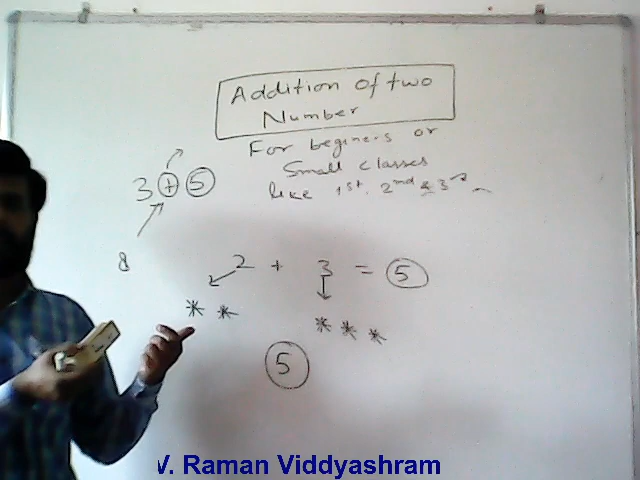 Addition of two
Number
For beginers or
Small classes
like 1st, 2nd & 3rd
3 + 5
8
2 + 3 = 5
* *
* * *
5
V. Raman Viddyashram